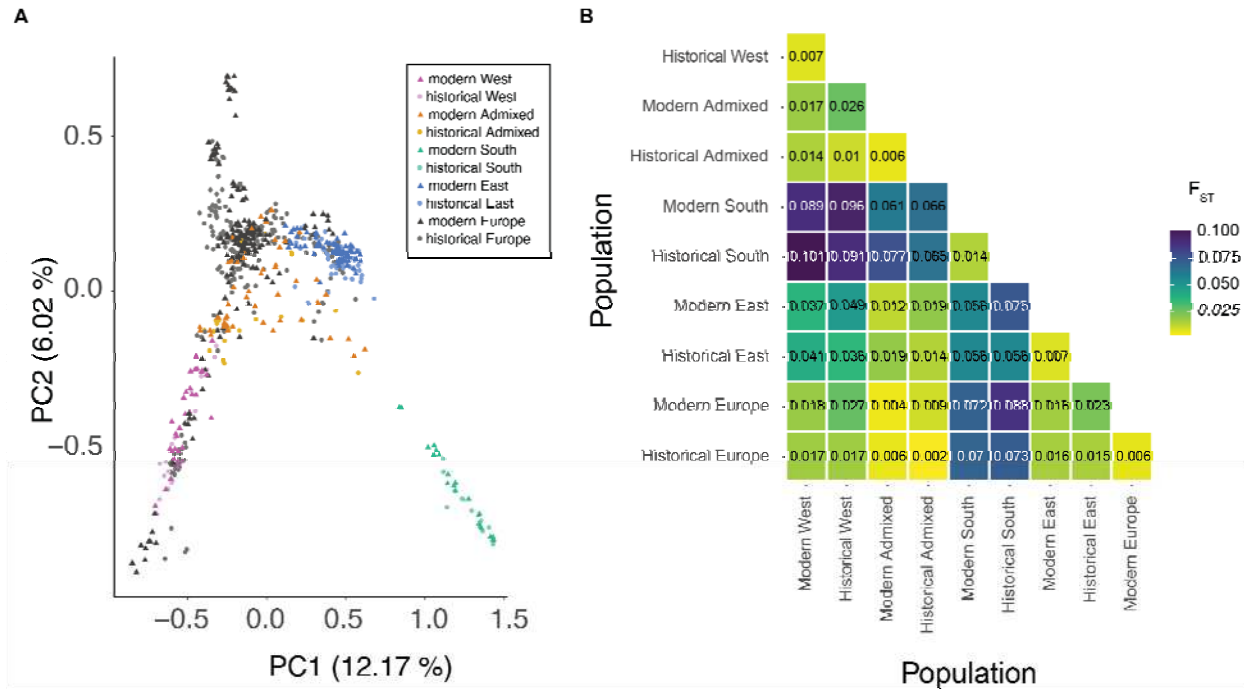 A
B
modern West
historical West
modern Admixed
historical Admixed
modern South
historical South
modern East
historical East
modern Europe
historical Europe
0.5
0.0
−0.5
PC2 (6.02 %)
−0.5 0.0 0.5 1.0 1.5
PC1 (12.17 %)
Population
Historical West 0.007
Modern Admixed 0.017 0.026
Historical Admixed 0.014 0.01 0.006
Modern South 0.089 0.096 0.061 0.066
Historical South 0.101 0.091 0.077 0.065 0.014
Modern East 0.037 0.049 0.012 0.019 0.056 0.075
Historical East 0.041 0.036 0.019 0.014 0.056 0.056 0.007
Modern Europe 0.018 0.027 0.004 0.009 0.072 0.088 0.018 0.023
Historical Europe 0.017 0.017 0.006 0.002 0.07 0.073 0.016 0.015 0.006
Modern West
Historical West
Modern Admixed
Historical Admixed
Modern South
Historical South
Modern East
Historical East
Modern Europe
Population
FST
0.100
0.075
0.050
0.025